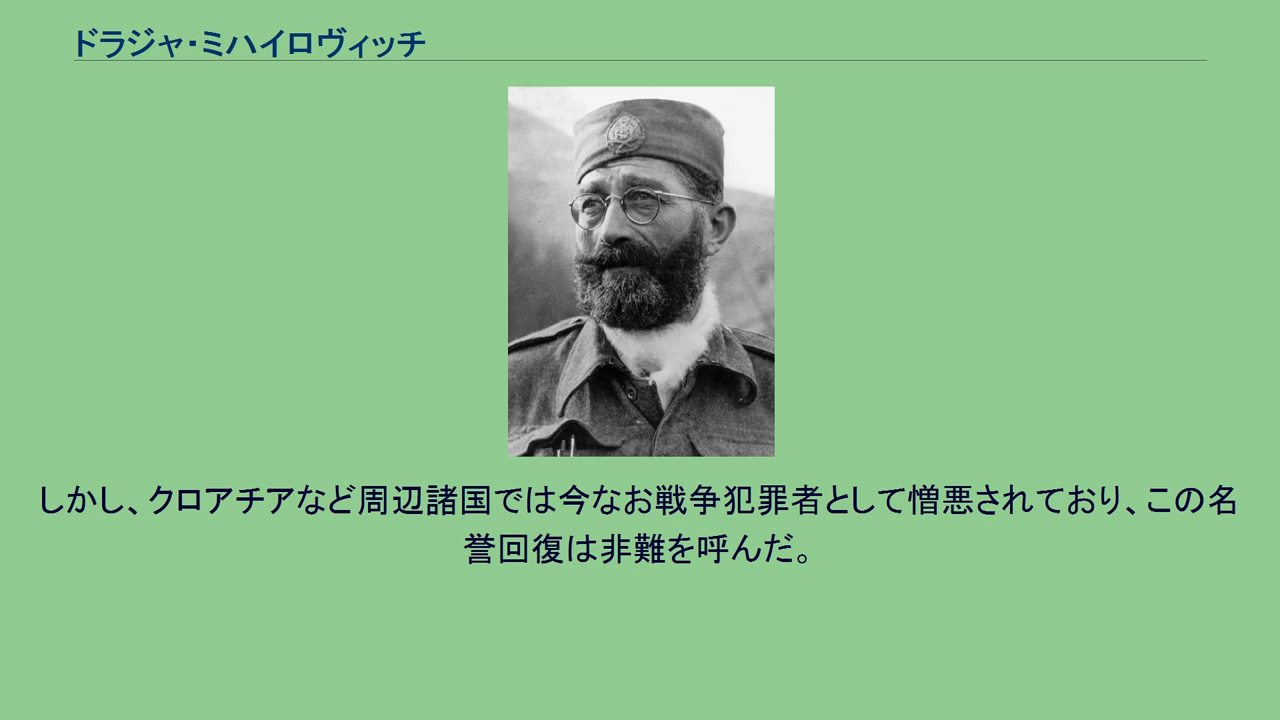 ドラジャ・ミハイロヴィッチ
しかし、クロアチアなど周辺諸国では今なお戦争犯罪者として憎悪されており、この名
誉回復は非難を呼んだ。